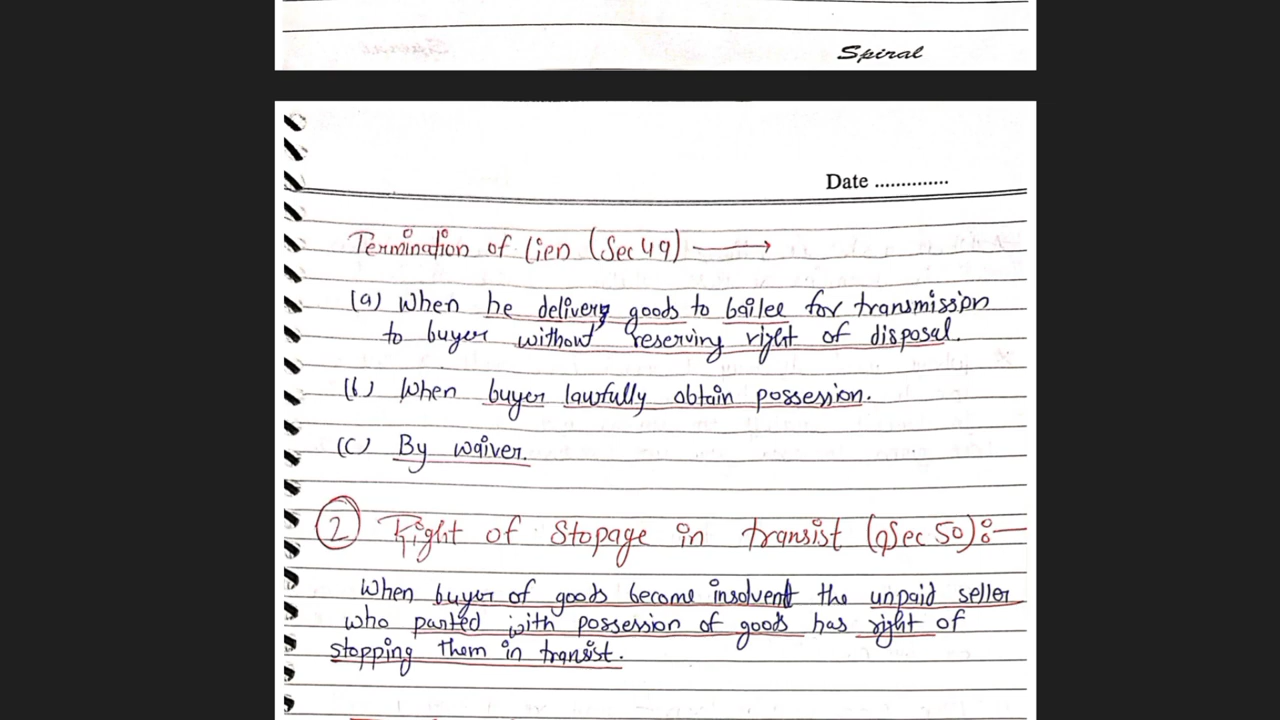 Spiral
Date ..............
Termination of Lien (Sec 49) ⟶
(a) When he delivery goods to bailee for transmission
to buyer without reserving right of disposal.
(b) When buyer lawfully obtain possession.
(c) By waiver.
② Right of Stopage in transist (Sec 50):—
When buyer of goods become insolvent the unpaid seller
who parted with possession of goods has right of
stopping them in transist.